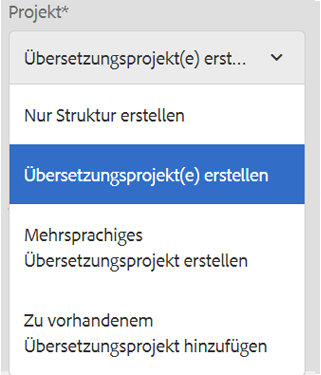 Projekt*
Übersetzungsprojekt(e) erst...
Nur Struktur erstellen
Übersetzungsprojekt(e) erstellen
Mehrsprachiges
Übersetzungsprojekt erstellen
Zu vorhandenem
Übersetzungsprojekt hinzufügen